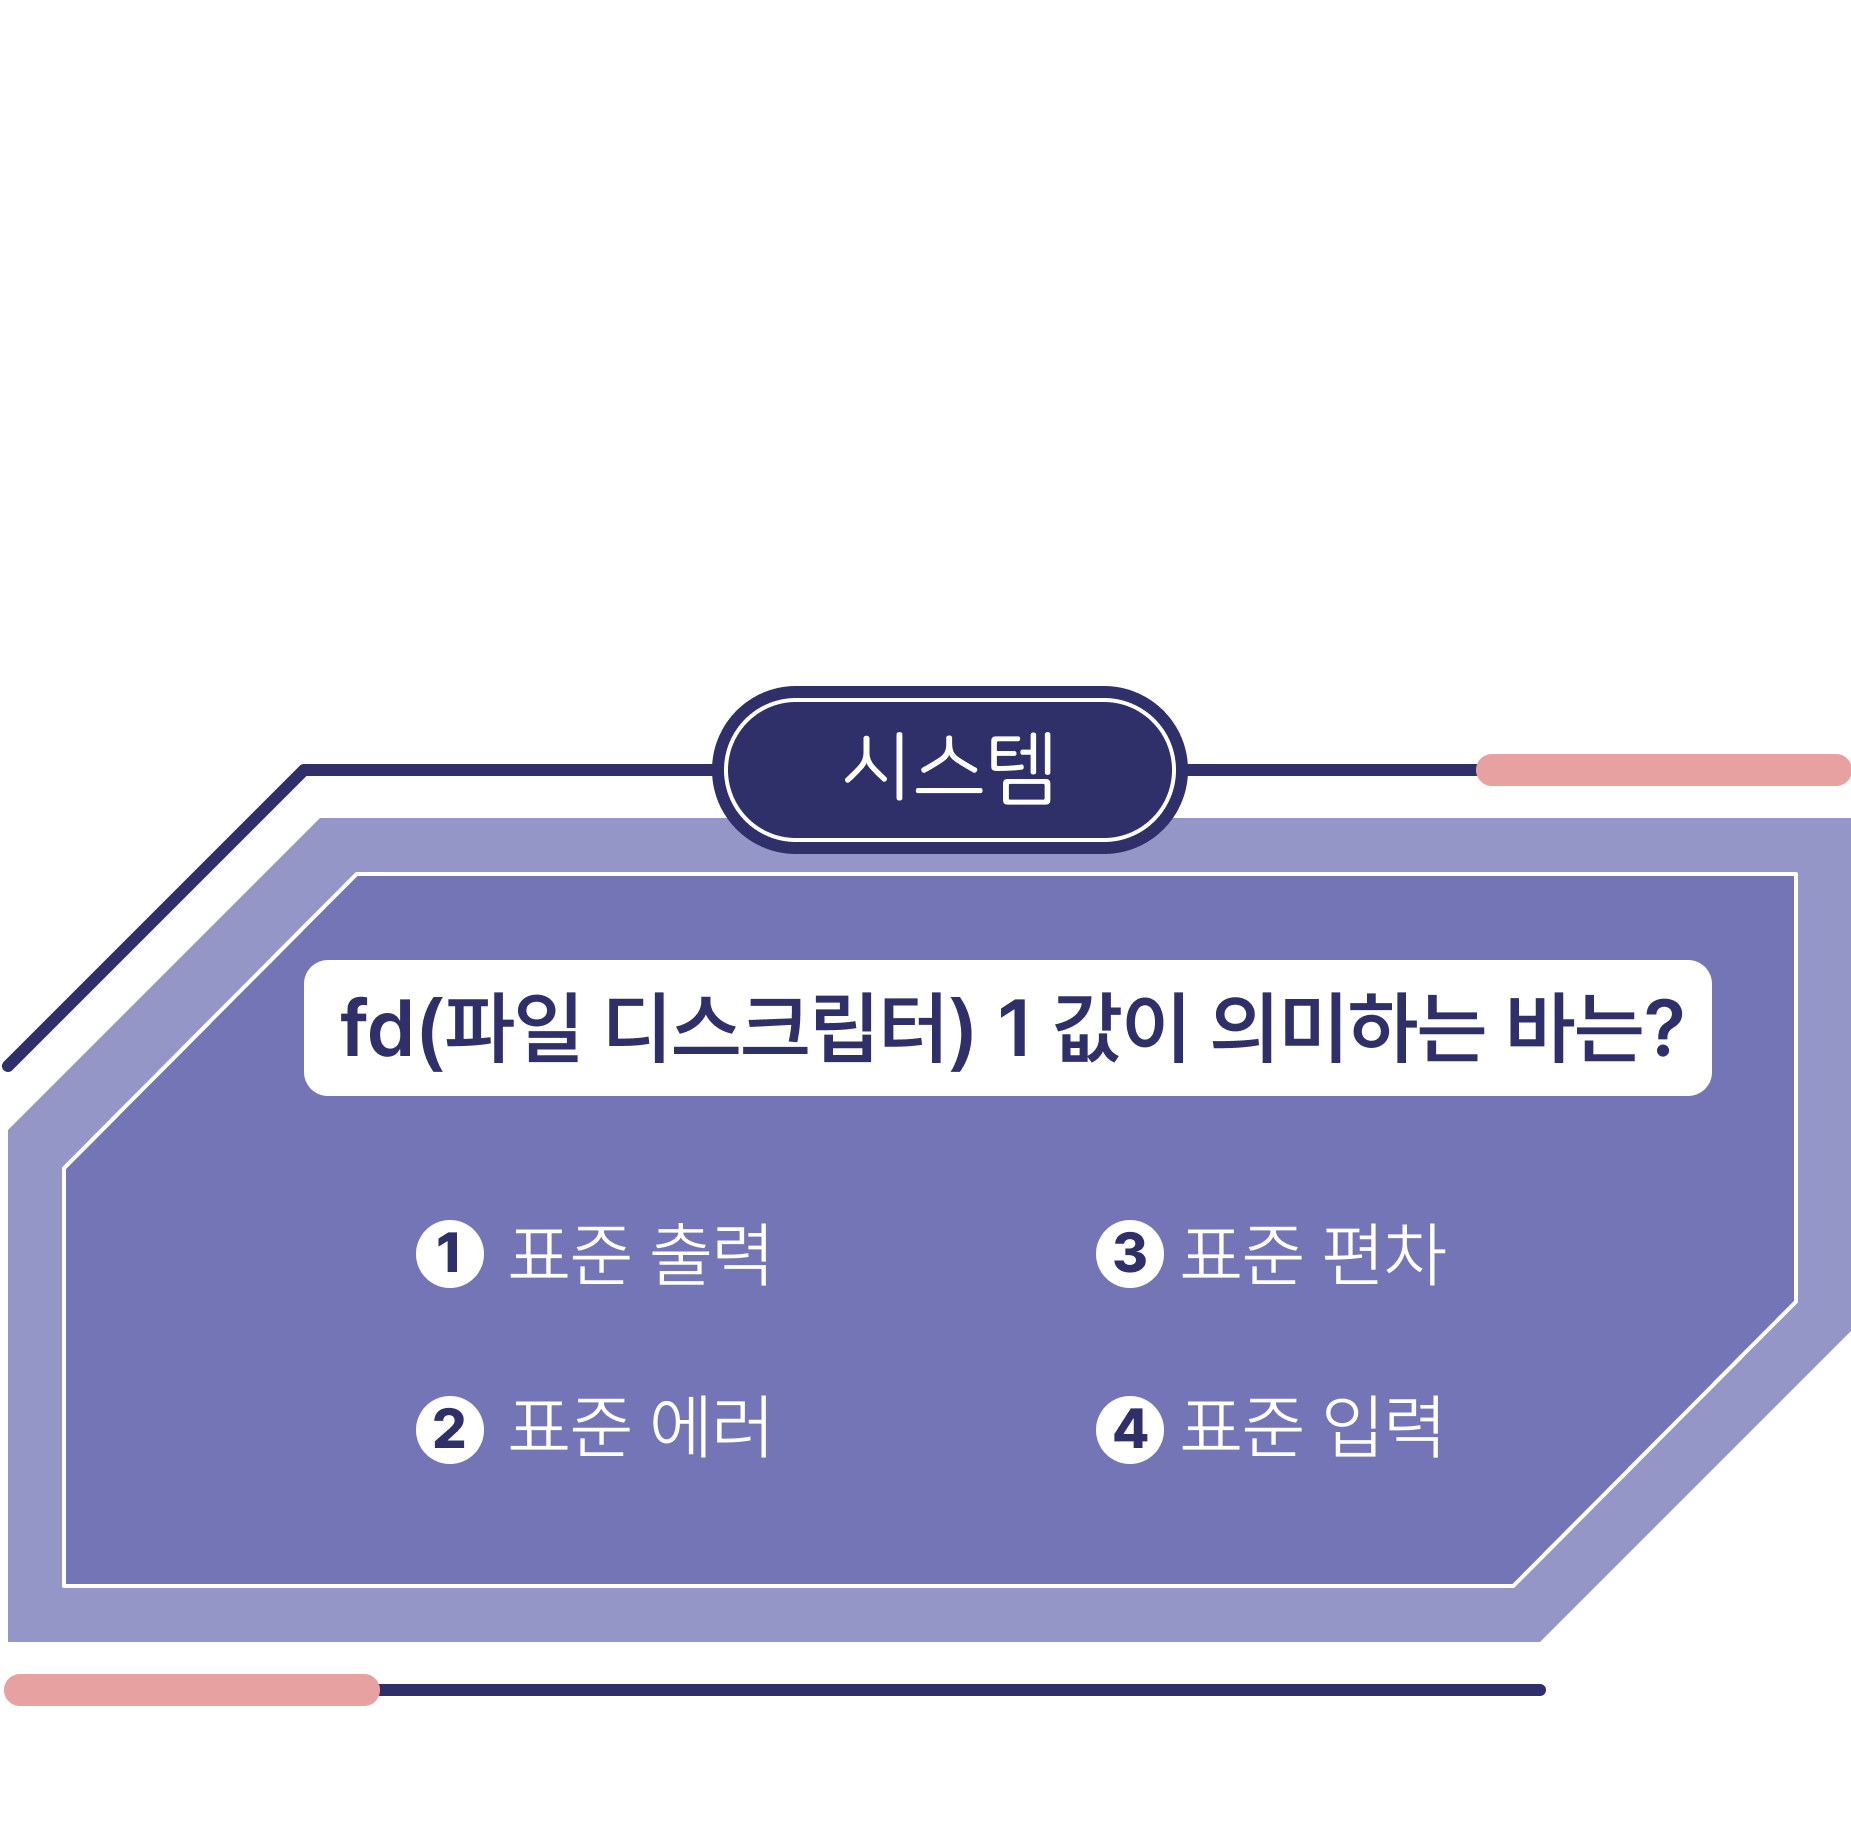 시스템
fd(파일 디스크립터) 1 값이 의미하는 바는?
1 표준 출력
2 표준 에러
3 표준 편차
4 표준 입력